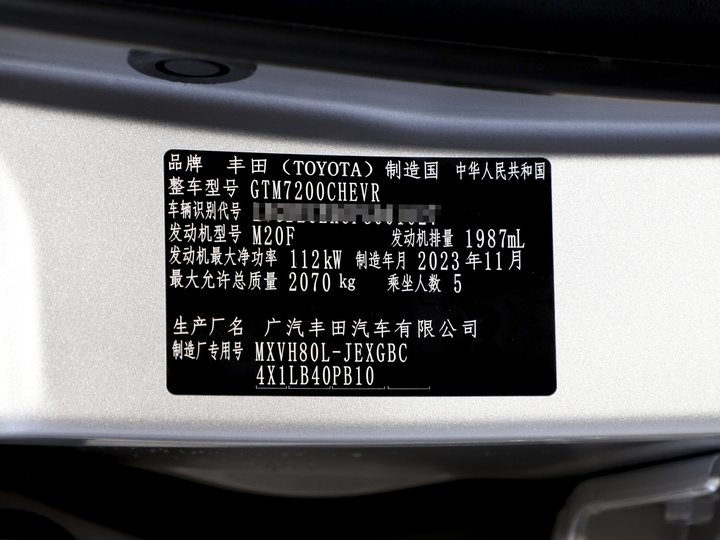 品牌 丰田（TOYOTA）制造国 中华人民共和国
整车型号 GTM7200CHEVR
车辆识别代号
发动机型号 M20F 发动机排量 1987mL
发动机最大净功率 112kW 制造年月 2023年11月
最大允许总质量 2070 kg 乘坐人数 5
生产厂名 广汽丰田汽车有限公司
制造厂专用号 MXVH80L-JEXGBC
4X1LB40PB10